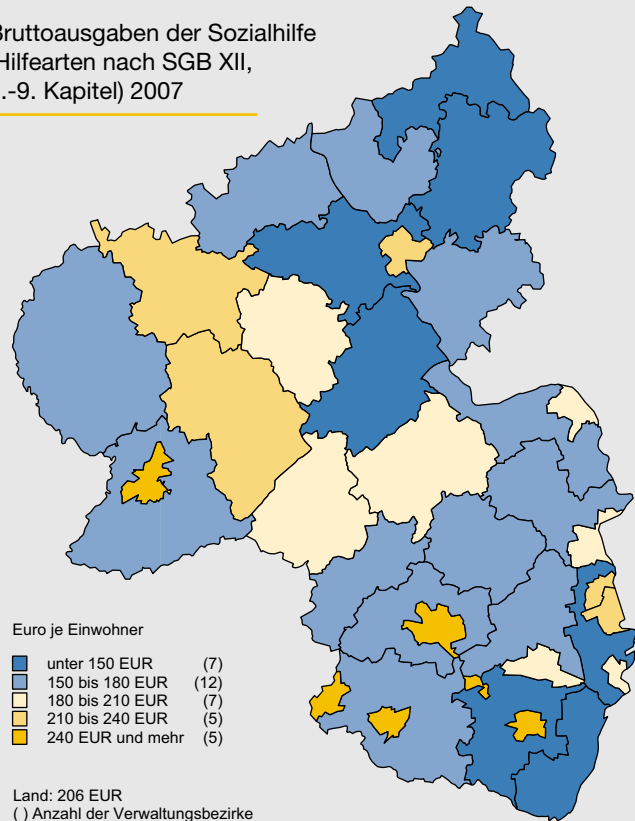 Bruttoausgaben der Sozialhilfe
Hilfearten nach SGB XII,
.-9. Kapitel) 2007
Euro je Einwohner
unter 150 EUR (7)
150 bis 180 EUR (12)
180 bis 210 EUR (7)
210 bis 240 EUR (5)
240 EUR und mehr (5)
Land: 206 EUR
( ) Anzahl der Verwaltungsbezirke